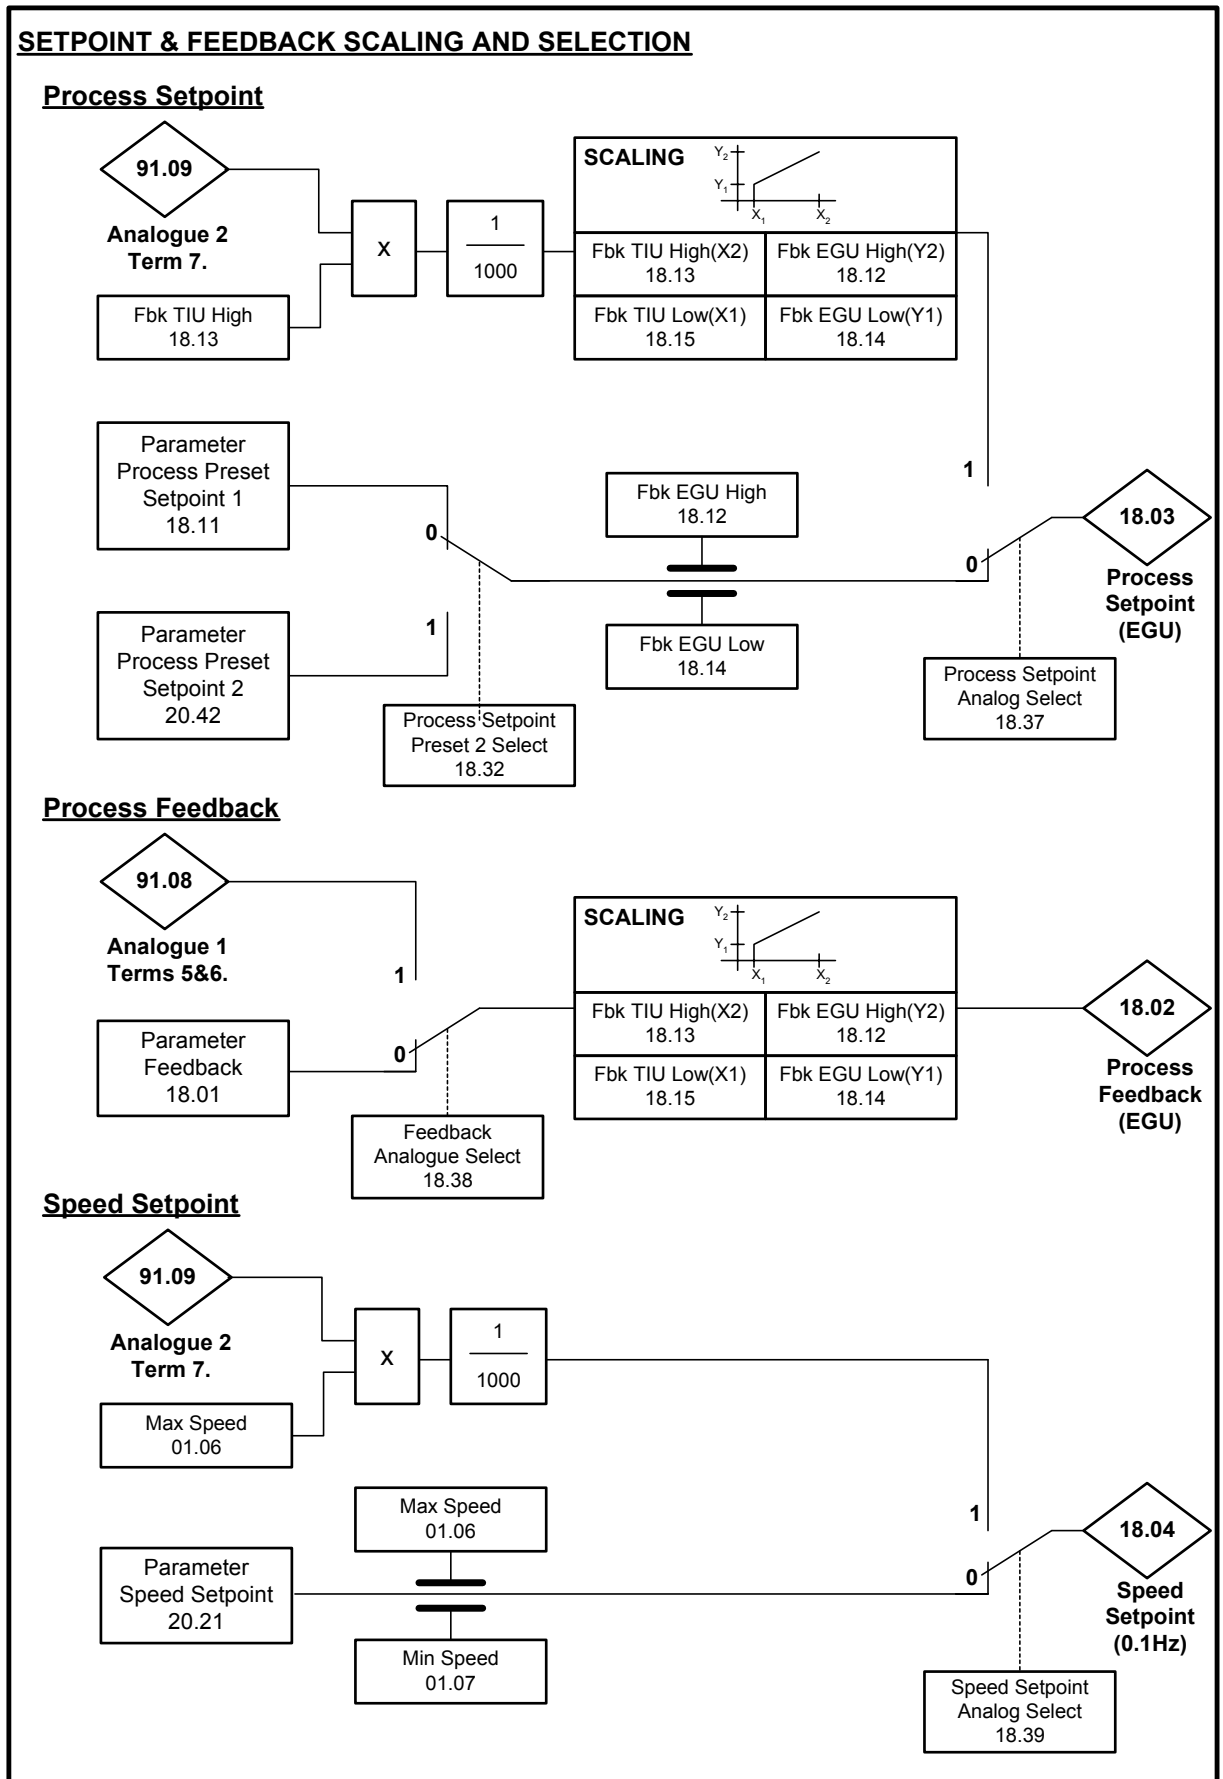 SETPOINT & FEEDBACK SCALING AND SELECTION
Process Setpoint
91.09
Analogue 2
Term 7.
Fbk TIU High
18.13
X
1
1000
SCALING
Y2
Y1
X1
X2
Fbk TIU High(X2)
18.13
Fbk EGU High(Y2)
18.12
Fbk TIU Low(X1)
18.15
Fbk EGU Low(Y1)
18.14
Parameter
Process Preset
Setpoint 1
18.11
0
1
Parameter
Process Preset
Setpoint 2
20.42
Process Setpoint
Preset 2 Select
18.32
Fbk EGU High
18.12
Fbk EGU Low
18.14
1
0
18.03
Process
Setpoint
(EGU)
Process Setpoint
Analog Select
18.37
Process Feedback
91.08
Analogue 1
Terms 5&6.
1
0
Parameter
Feedback
18.01
Feedback
Analogue Select
18.38
SCALING
Y2
Y1
X1
X2
Fbk TIU High(X2)
18.13
Fbk EGU High(Y2)
18.12
Fbk TIU Low(X1)
18.15
Fbk EGU Low(Y1)
18.14
18.02
Process
Feedback
(EGU)
Speed Setpoint
91.09
Analogue 2
Term 7.
Max Speed
01.06
X
1
1000
Parameter
Speed Setpoint
20.21
Max Speed
01.06
Min Speed
01.07
1
0
18.04
Speed
Setpoint
(0.1Hz)
Speed Setpoint
Analog Select
18.39